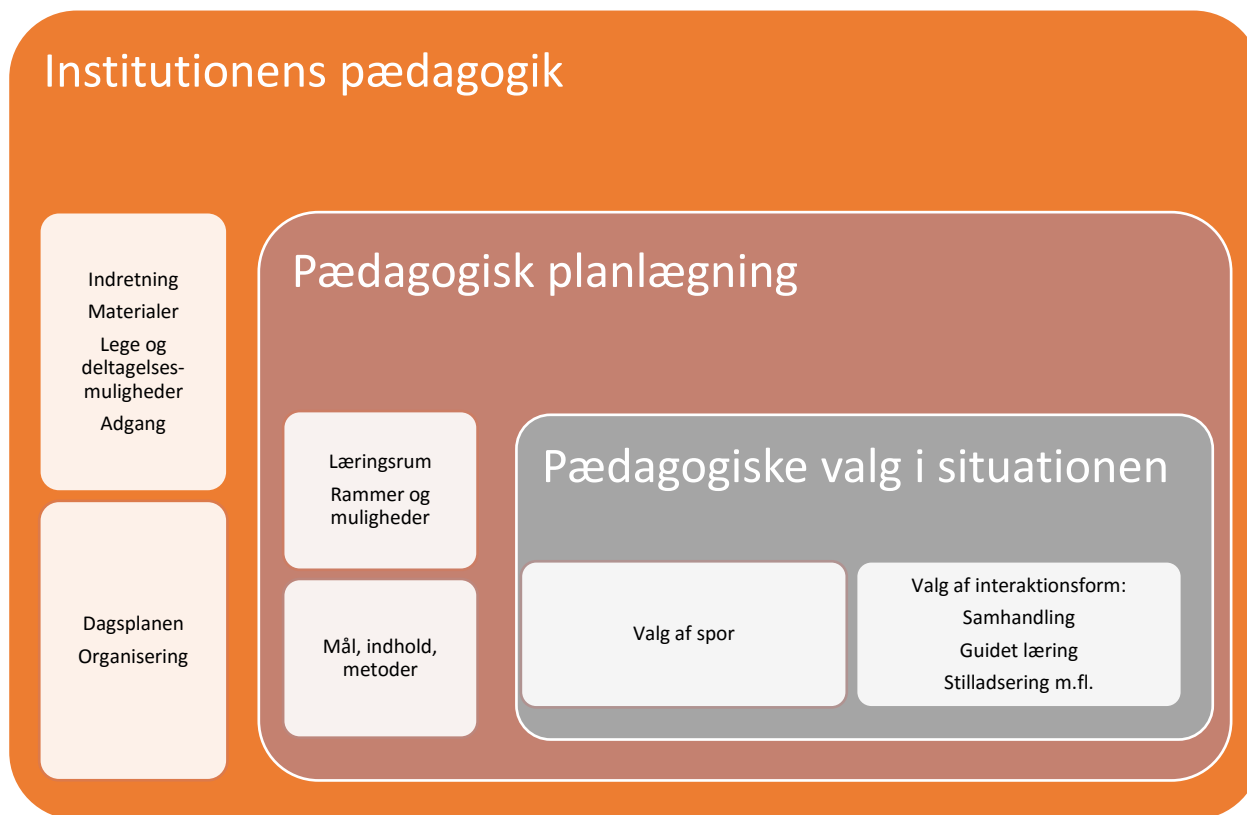 Institutionens pædagogik
Indretning
Materialer
Lege og
deltagelses-
muligheder
Adgang
Dagsplanen
Organisering
Pædagogisk planlægning
Læringsrum
Rammer og
muligheder
Mål, indhold,
metoder
Pædagogiske valg i situationen
Valg af spor
Valg af interaktionsform:
Samhandling
Guidet læring
Stilladsering m.fl.